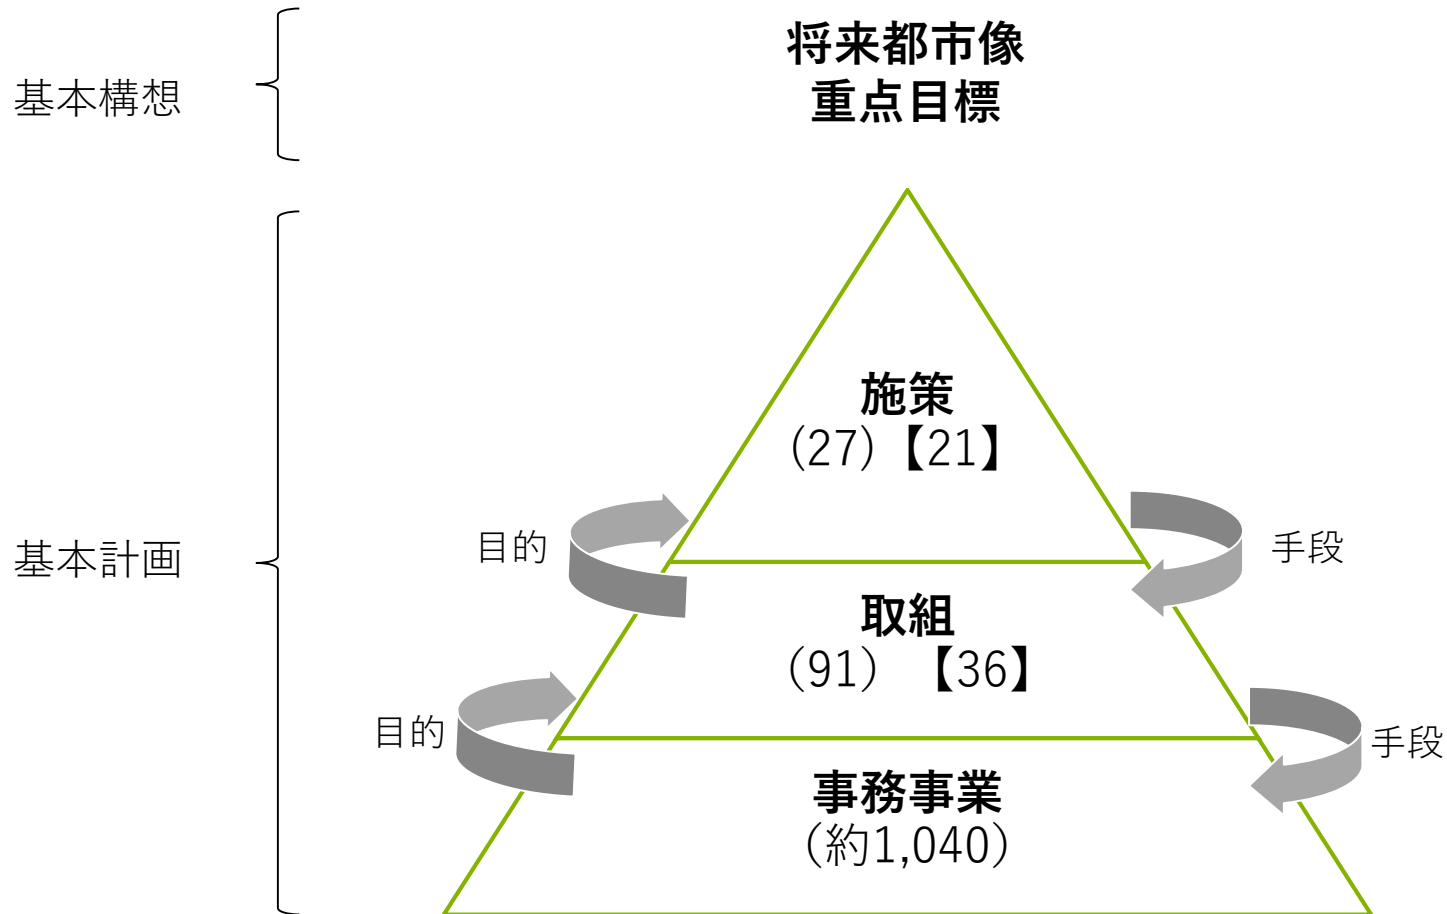 将来都市像
重点目標
基本構想
施策
(27)【21】
目的
手段
基本計画
取組
(91) 【36】
目的
手段
事務事業
(約1,040)